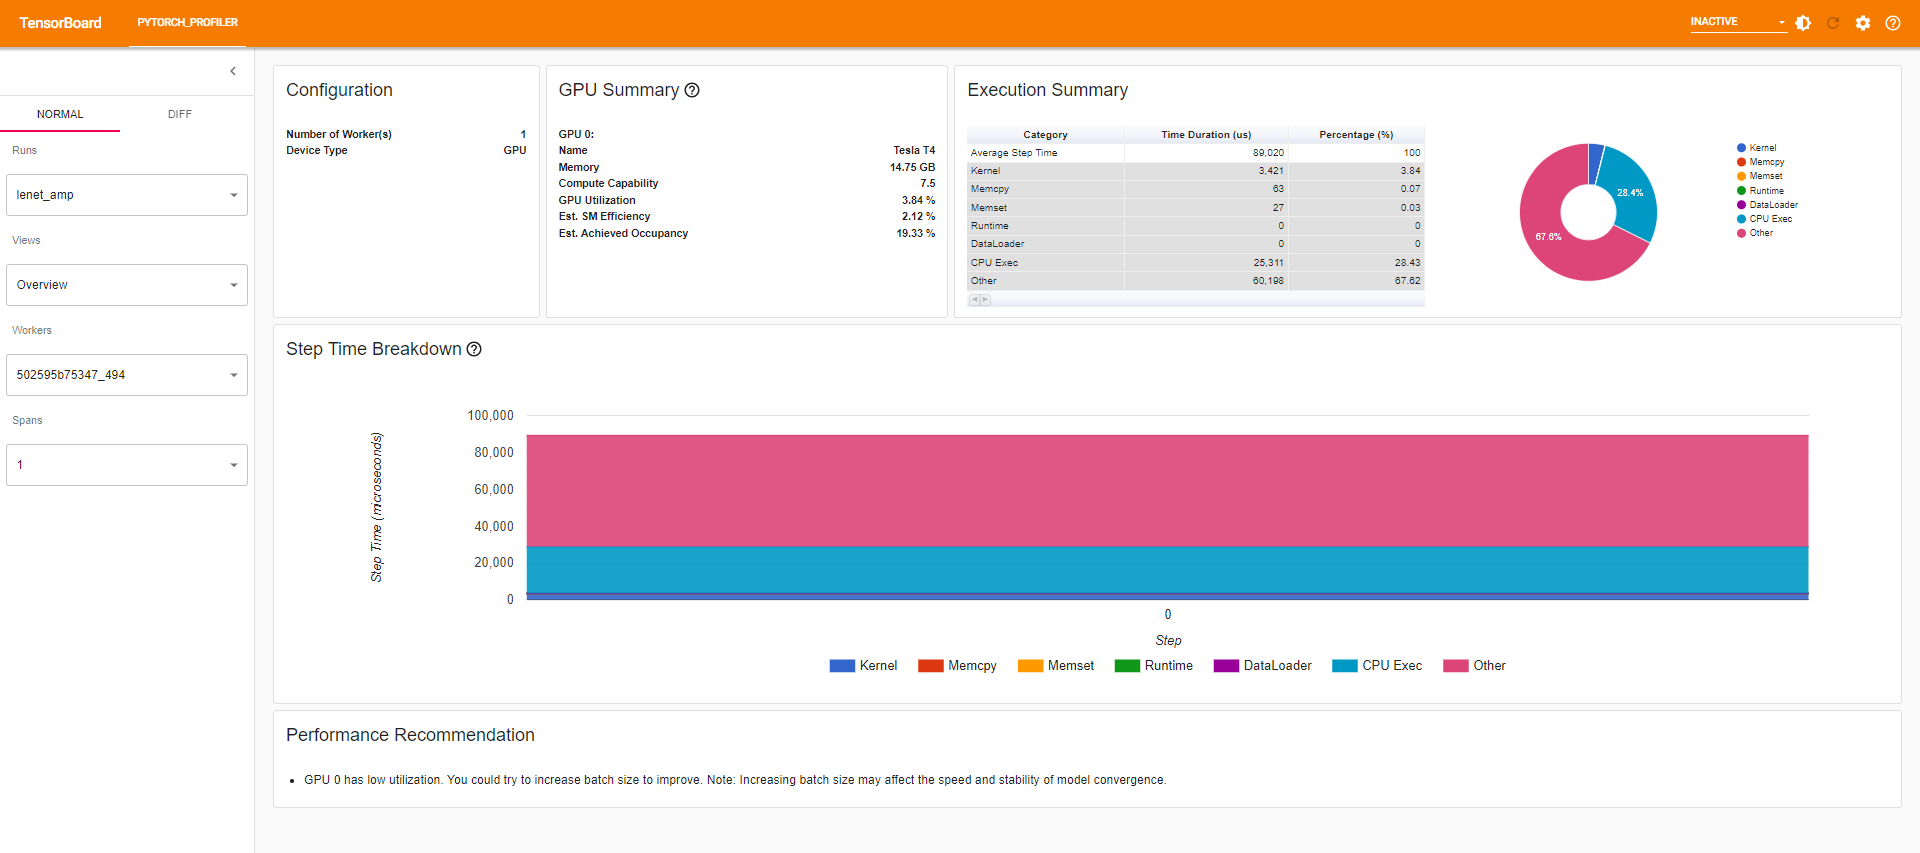 TensorBoard
PYTORCH_PROFILER
INACTIVE
NORMAL
DIFF
Runs
lenet_amp
Views
Overview
Workers
502595b75347_494
Spans
1
Configuration
Number of Worker(s) 1
Device Type GPU
GPU Summary
GPU 0:
Name Tesla T4
Memory 14.75 GB
Compute Capability 7.5
GPU Utilization 3.84 %
Est. SM Efficiency 2.12 %
Est. Achieved Occupancy 19.33 %
Execution Summary
Category Time Duration (us) Percentage (%)
Average Step Time 89,020 100
Kernel 3,421 3.84
Memcpy 63 0.07
Memset 27 0.03
Runtime 0 0
DataLoader 0 0
CPU Exec 25,311 28.43
Other 60,198 67.62
28.4%
67.6%
Kernel
Memcpy
Memset
Runtime
DataLoader
CPU Exec
Other
Step Time Breakdown
Step Time (microseconds)
100,000
80,000
60,000
40,000
20,000
0
0
Step
Kernel Memcpy Memset Runtime DataLoader CPU Exec Other
Performance Recommendation
• GPU 0 has low utilization. You could try to increase batch size to improve. Note: Increasing batch size may affect the speed and stability of model convergence.